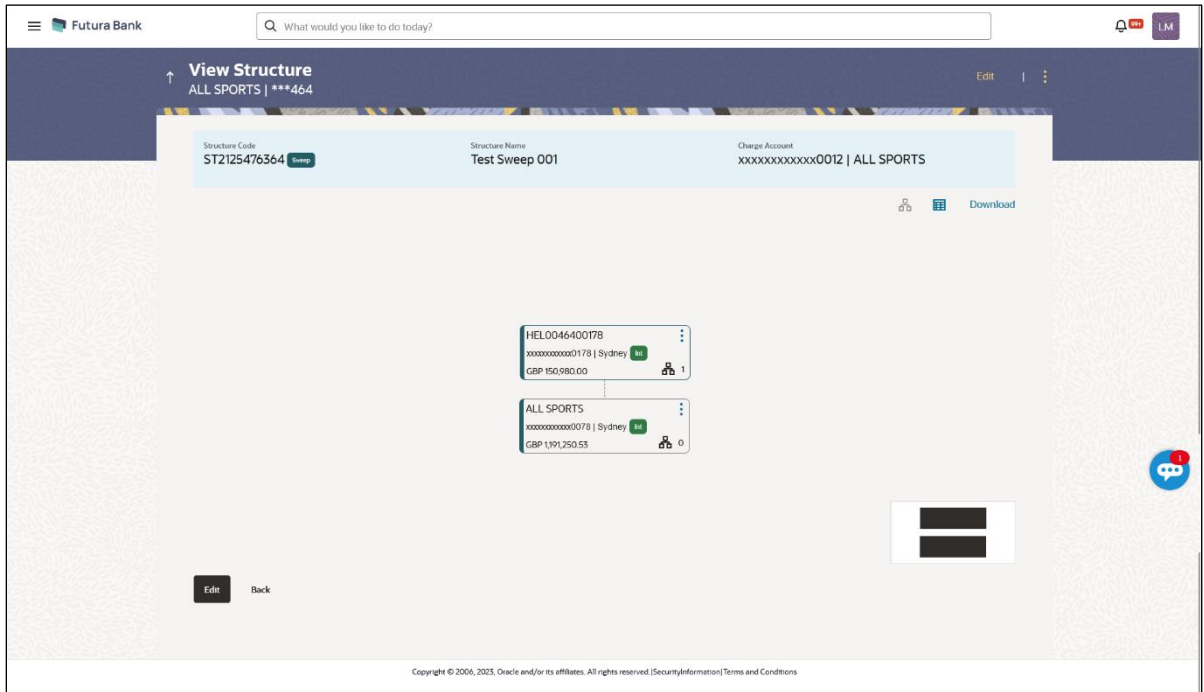 Futura Bank
What would you like to do today?
99+
LM
View Structure
ALL SPORTS | ***464
Edit
Structure Code
ST2125476364 Sweep
Structure Name
Test Sweep 001
Charge Account
xxxxxxxxxxxx0012 | ALL SPORTS
Download
HEL0046400178
xxxxxxxxxxxx0178 | Sydney Int
GBP 150,980.00
1
ALL SPORTS
xxxxxxxxxxxx0078 | Sydney Int
GBP 1,191,250.53
0
1
Edit
Back
Copyright © 2006, 2023, Oracle and/or its affiliates. All rights reserved.|SecurityInformation|Terms and Conditions